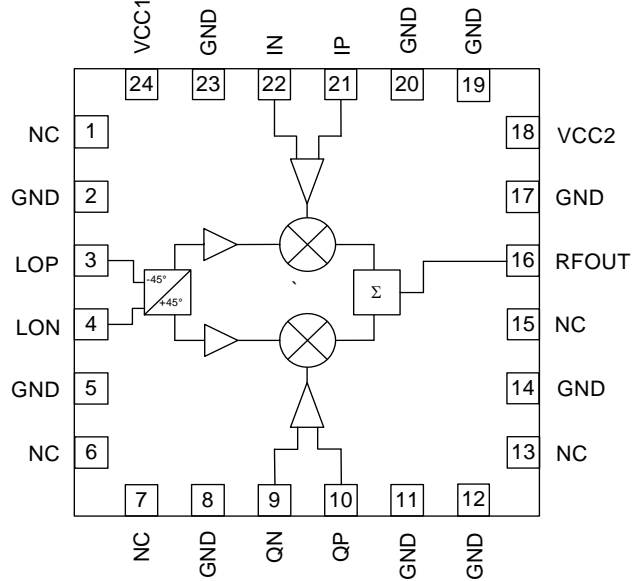 VCC1 GND IN IP GND GND
24 23 22 21 20 19
NC 1 18 VCC2
GND 2 17 GND
LOP 3 16 RFOUT
-45°
+45°
Σ
LON 4 15 NC
GND 5 14 GND
NC 6 13 NC
7 8 9 10 11 12
NC GND QN QP GND GND